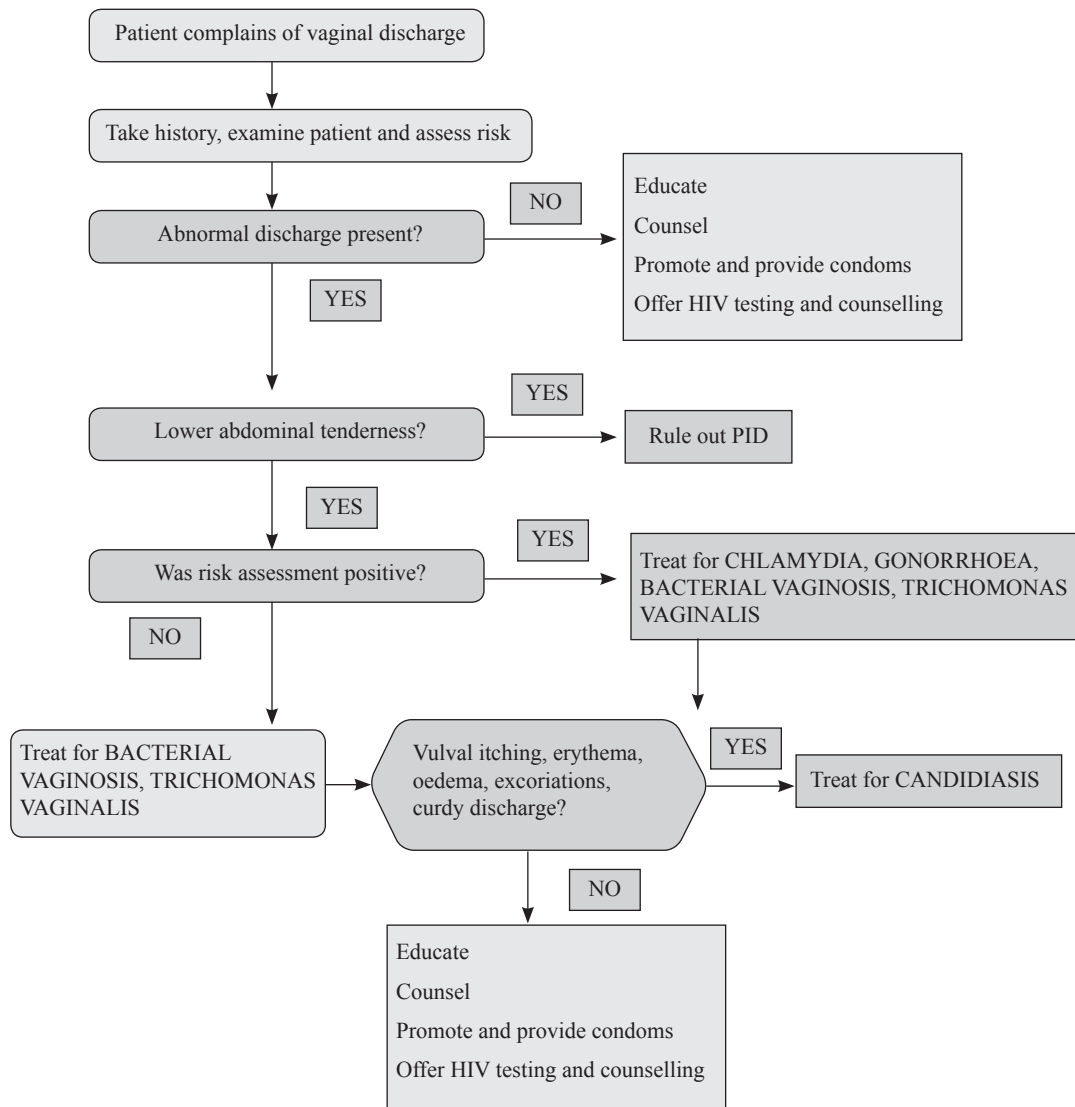 Patient complains of vaginal discharge
Take history, examine patient and assess risk
Abnormal discharge present?
NO
Educate
Counsel
Promote and provide condoms
Offer HIV testing and counselling
YES
Lower abdominal tenderness?
YES
Rule out PID
YES
Was risk assessment positive?
YES
Treat for CHLAMYDIA, GONORRHOEA,
BACTERIAL VAGINOSIS, TRICHOMONAS
VAGINALIS
NO
Treat for BACTERIAL
VAGINOSIS, TRICHOMONAS
VAGINALIS
Vulval itching, erythema,
oedema, excoriations,
curdy discharge?
YES
Treat for CANDIDIASIS
NO
Educate
Counsel
Promote and provide condoms
Offer HIV testing and counselling